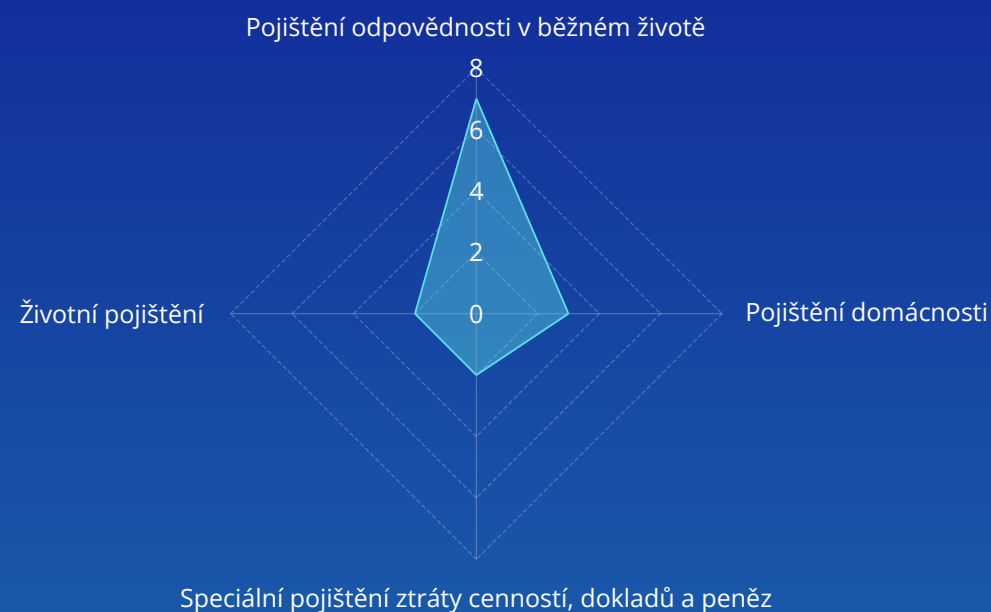 Pojištění odpovědnosti v běžném životě
8
6
4
2
0
Životní pojištění
Pojištění domácnosti
Speciální pojištění ztráty cenností, dokladů a peněz